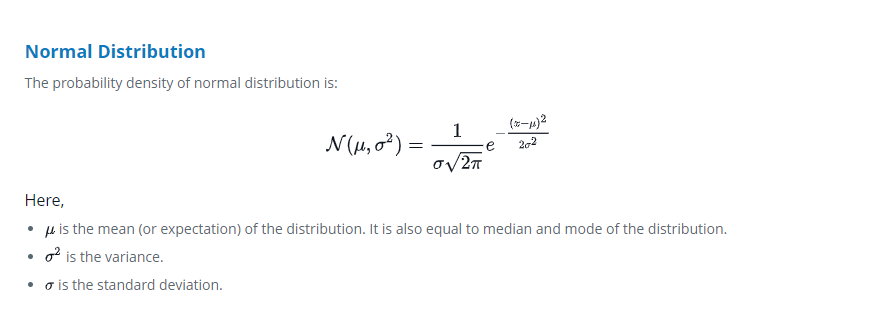 Normal Distribution
The probability density of normal distribution is:
𝒩(μ, σ²) = 1/(σ√2π) e^(−(x−μ)²/2σ²)
Here,
• μ is the mean (or expectation) of the distribution. It is also equal to median and mode of the distribution.
• σ² is the variance.
• σ is the standard deviation.